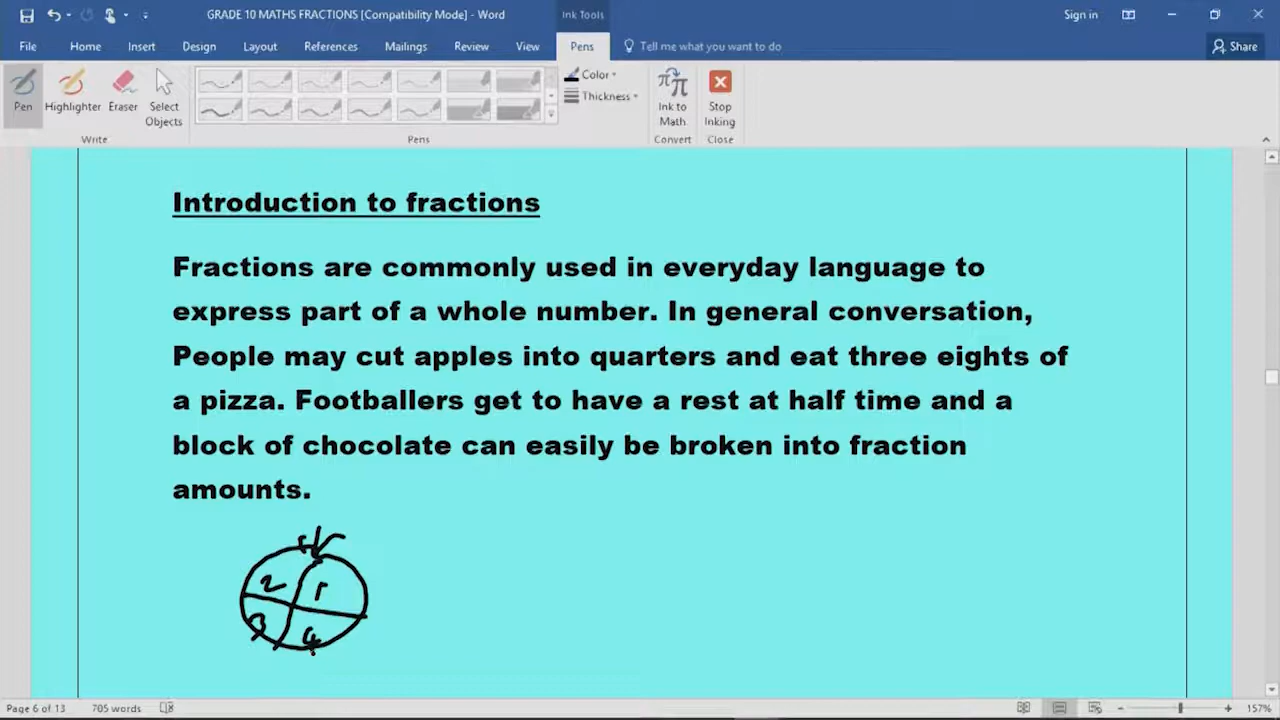 GRADE 10 MATHS FRACTIONS [Compatibility Mode] - Word
Ink Tools
Sign in
File Home Insert Design Layout References Mailings Review View Pens Tell me what you want to do Share
Pen Highlighter Eraser Select Objects
Color
Thickness
Ink to Math
Stop Inking
Write Pens Convert Close
Introduction to fractions
Fractions are commonly used in everyday language to
express part of a whole number. In general conversation,
People may cut apples into quarters and eat three eights of
a pizza. Footballers get to have a rest at half time and a
block of chocolate can easily be broken into fraction
amounts.
2 1
3 4
Page 6 of 13 705 words 157%